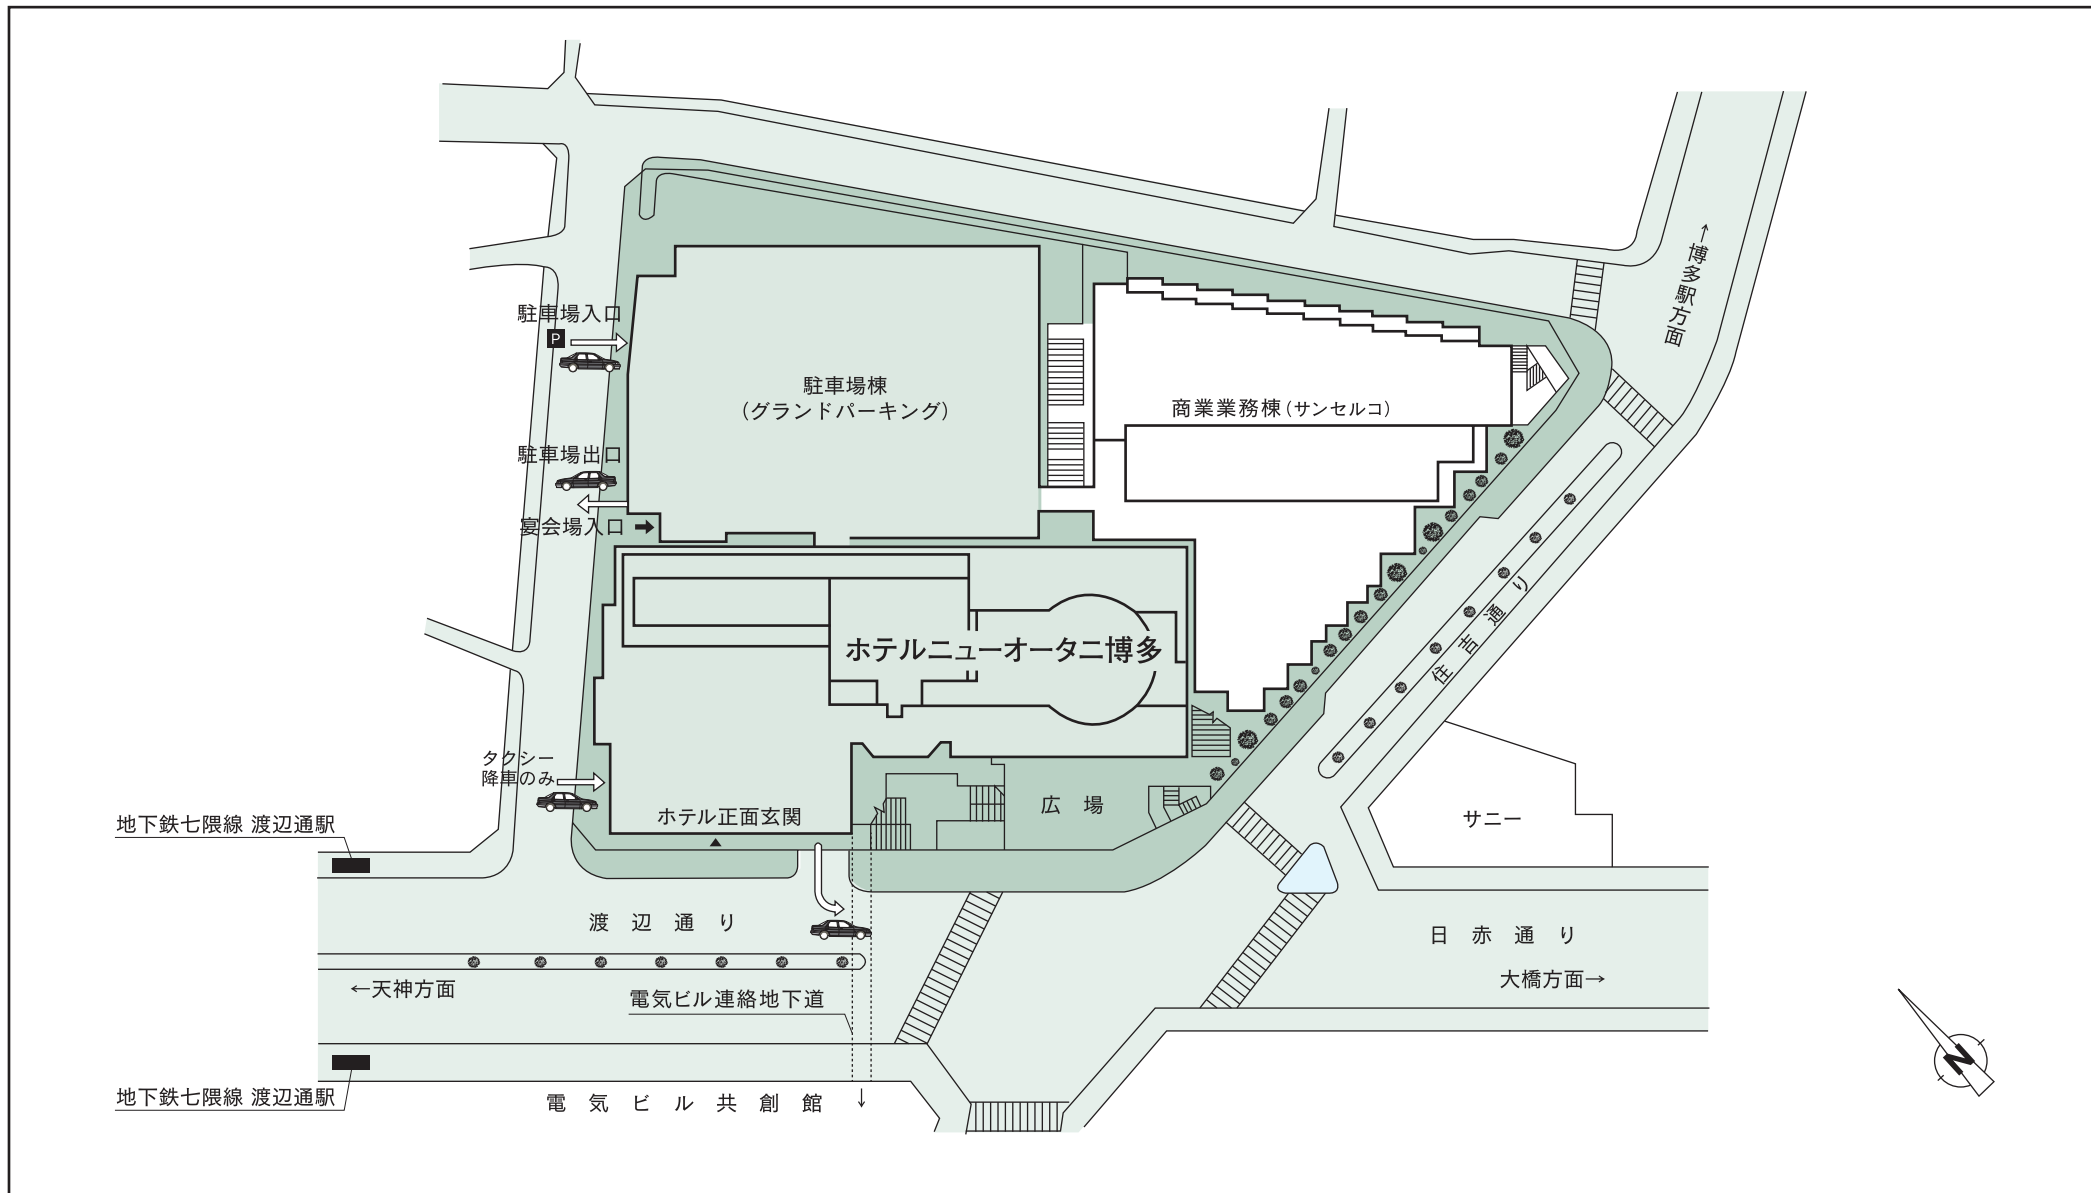 ↑博多駅方面
駐車場入口
P
駐車場棟
（グランドパーキング）
商業業務棟（サンセルコ）
駐車場出口
宴会場入口
ホテルニューオータニ博多
住吉通り
タクシー
降車のみ
広場
ホテル正面玄関
サニー
地下鉄七隈線 渡辺通駅
渡辺通り
日赤通り
大橋方面→
←天神方面
電気ビル連絡地下道
地下鉄七隈線 渡辺通駅
電気ビル共創館 ↓
N